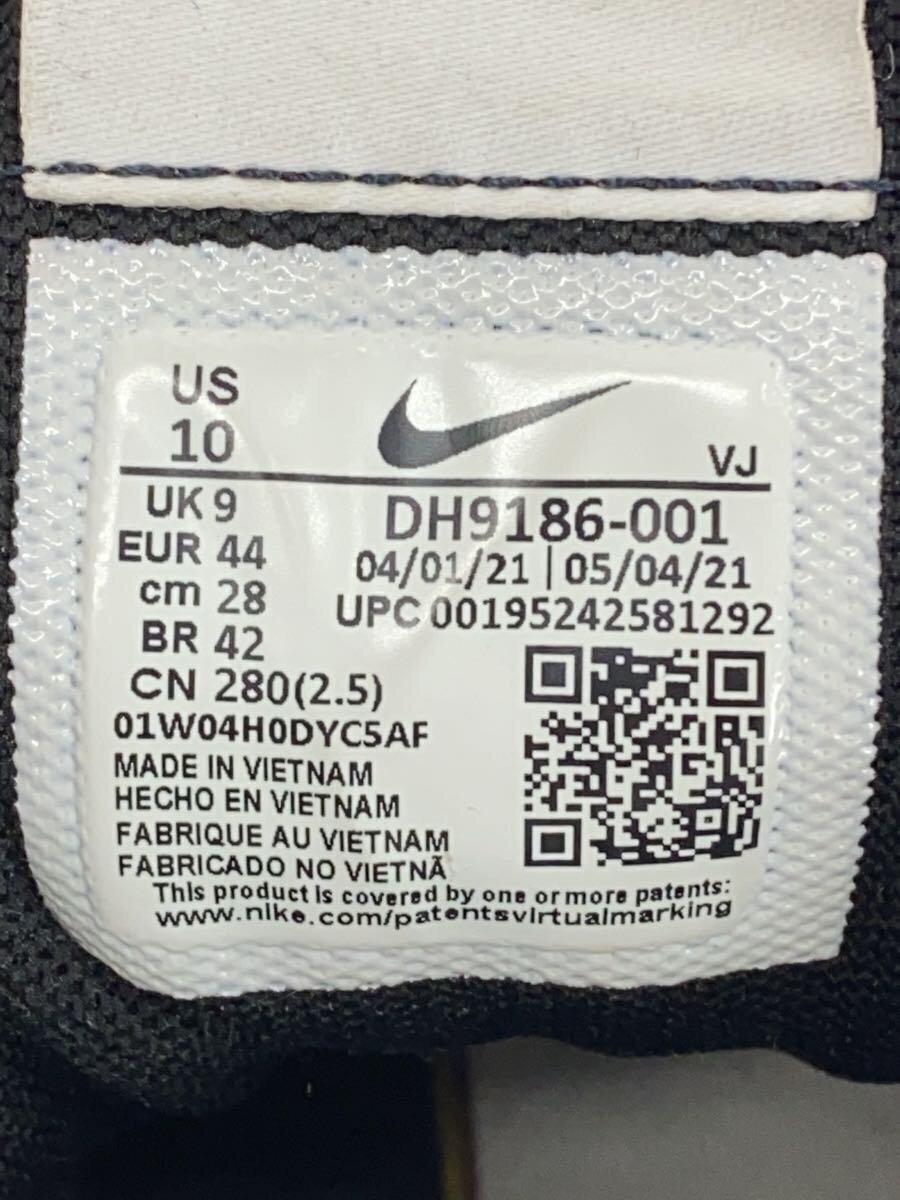 US
10
VJ
UK 9
EUR 44
cm 28
BR 42
CN 280(2.5)
DH9186-001
04/01/21 | 05/04/21
UPC 00195242581292
01W04H0DYC5AF
MADE IN VIETNAM
HECHO EN VIETNAM
FABRIQUE AU VIETNAM
FABRICADO NO VIETNÃ
This product is covered by one or more patents:
www.nike.com/patentsvirtualmarking